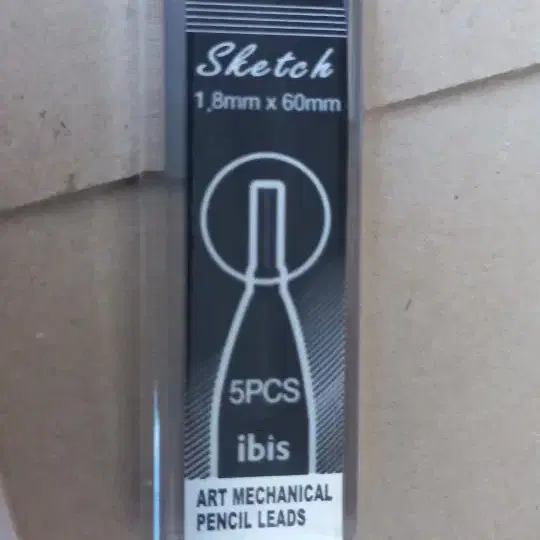 Sketch
1.8mm x 60mm
5PCS
ibis
ART MECHANICAL
PENCIL LEADS